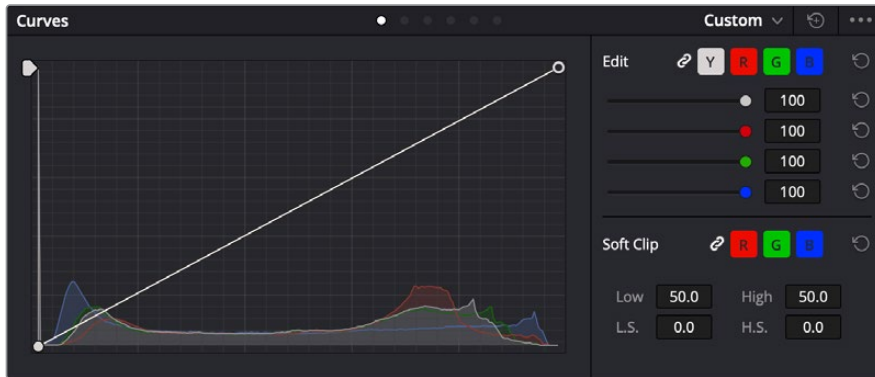 Curves Custom
Edit Y R G B
100
100
100
100
Soft Clip R G B
Low 50.0 High 50.0
L.S. 0.0 H.S. 0.0